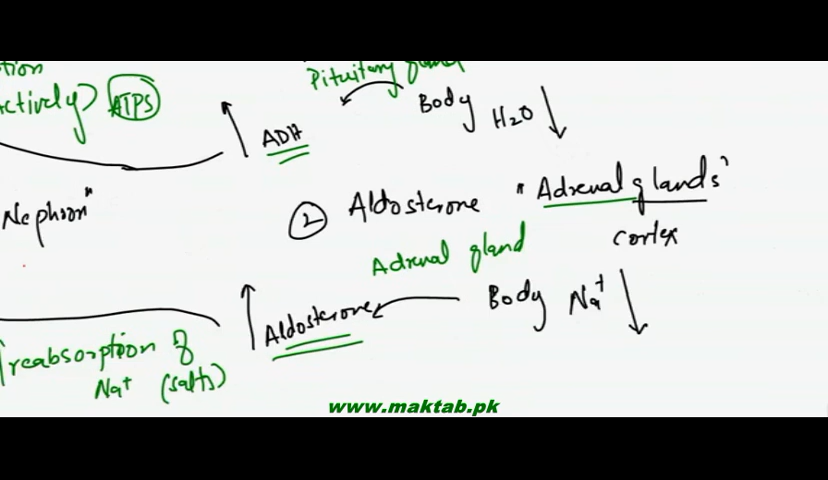 Pituitary gland
ctively) ATPS
Body H2O ↓
↑ ADH
Nephron"
② Aldosterone "Adrenal glands"
cortex
Adrenal gland
↑ Aldosterone ← Body Na+ ↓
reabsorption of
Na+ (salts)
www.maktab.pk